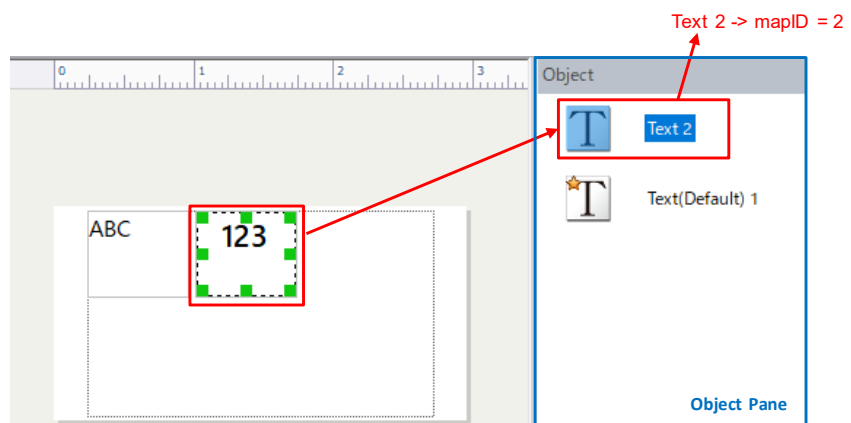 Text 2 -> mapID = 2
0 1 2 3
Object
T Text 2
T Text(Default) 1
ABC 123
Object Pane